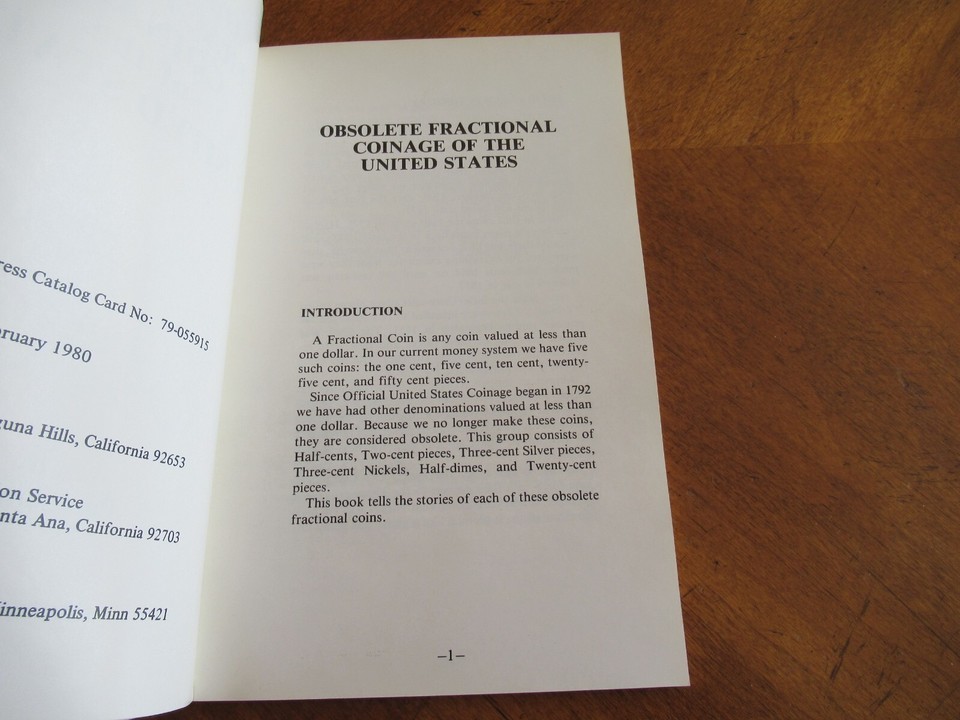 Catalog Card No: 79-055915
1980
Hills, California 92653
Service
Ana, California 92703
Minn 55421
OBSOLETE FRACTIONAL
COINAGE OF THE
UNITED STATES
INTRODUCTION
A Fractional Coin is any coin valued at less than
one dollar. In our current money system we have five
such coins: the one cent, five cent, ten cent, twenty-
five cent, and fifty cent pieces.
Since Official United States Coinage began in 1792
we have had other denominations valued at less than
one dollar. Because we no longer make these coins,
they are considered obsolete. This group consists of
Half-cents, Two-cent pieces, Three-cent Silver pieces,
Three-cent Nickels, Half-dimes, and Twenty-cent
pieces.
This book tells the stories of each of these obsolete
fractional coins.
–1–